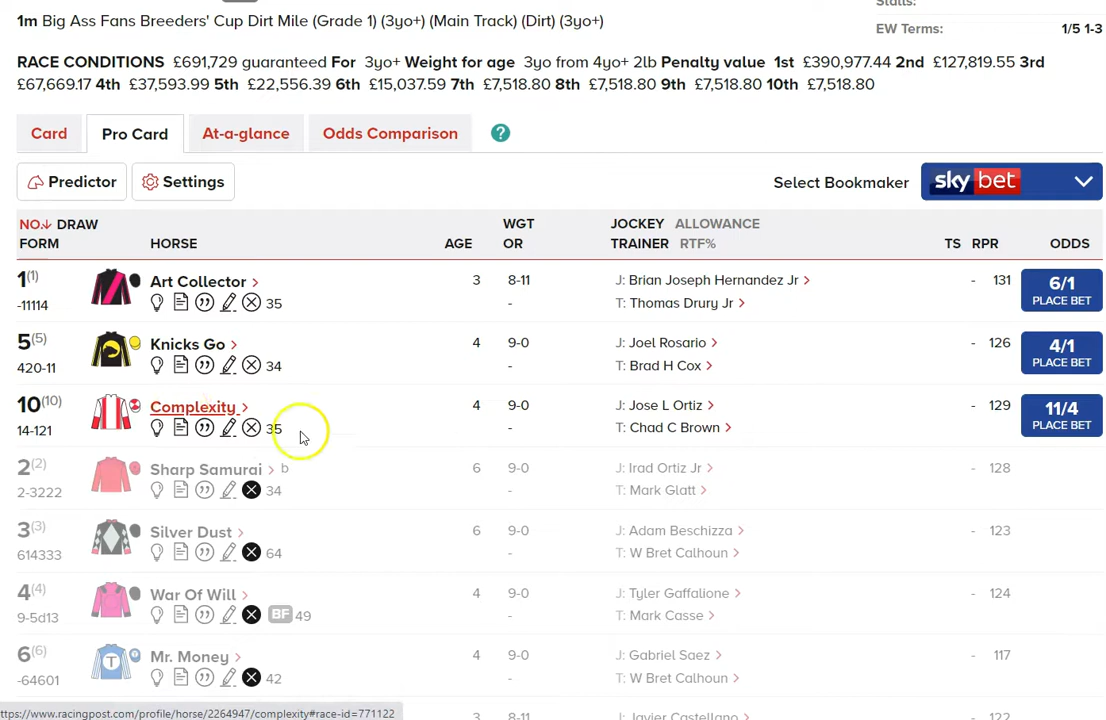 Stalls:
1m Big Ass Fans Breeders' Cup Dirt Mile (Grade 1) (3yo+) (Main Track) (Dirt) (3yo+)
EW Terms: 1/5 1-3
RACE CONDITIONS £691,729 guaranteed For 3yo+ Weight for age 3yo from 4yo+ 2lb Penalty value 1st £390,977.44 2nd £127,819.55 3rd
£67,669.17 4th £37,593.99 5th £22,556.39 6th £15,037.59 7th £7,518.80 8th £7,518.80 9th £7,518.80 10th £7,518.80
Card Pro Card At-a-glance Odds Comparison ?
Predictor Settings Select Bookmaker sky bet
NO. DRAW WGT JOCKEY ALLOWANCE
FORM HORSE AGE OR TRAINER RTF% TS RPR ODDS
1(1) Art Collector 3 8-11 J: Brian Joseph Hernandez Jr - 131 6/1
-11114 35 - T: Thomas Drury Jr PLACE BET
5(5) Knicks Go 4 9-0 J: Joel Rosario - 126 4/1
420-11 34 - T: Brad H Cox PLACE BET
10(10) Complexity 4 9-0 J: Jose L Ortiz - 129 11/4
14-121 35 - T: Chad C Brown PLACE BET
2(2) Sharp Samurai b 6 9-0 J: Irad Ortiz Jr - 128
2-3222 34 - T: Mark Glatt
3(3) Silver Dust 6 9-0 J: Adam Beschizza - 123
614333 64 - T: W Bret Calhoun
4(4) War Of Will 4 9-0 J: Tyler Gaffalione - 124
9-5d13 BF 49 - T: Mark Casse
6(6) Mr. Money 4 9-0 J: Gabriel Saez - 117
-64601 T 42 - T: W Bret Calhoun
3 8-11 J: Javier Castellano - 122
ttps://www.racingpost.com/profile/horse/2264947/complexity#race-id=771122